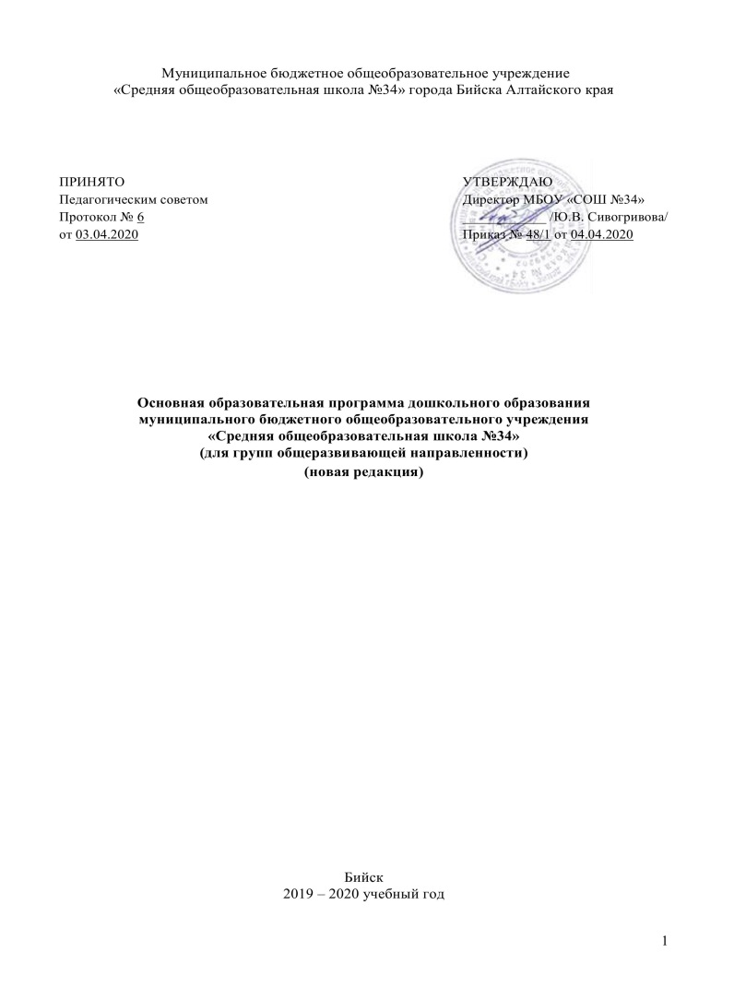 Муниципальное бюджетное общеобразовательное учреждение
«Средняя общеобразовательная школа №34» города Бийска Алтайского края
ПРИНЯТО
Педагогическим советом
Протокол № 6
от 03.04.2020
УТВЕРЖДАЮ
Директор МБОУ «СОШ №34»
_____________ /Ю.В. Сивогривова/
Приказ № 48/1 от 04.04.2020
Основная образовательная программа дошкольного образования
муниципального бюджетного общеобразовательного учреждения
«Средняя общеобразовательная школа №34»
(для групп общеразвивающей направленности)
(новая редакция)
Бийск
2019 – 2020 учебный год
1